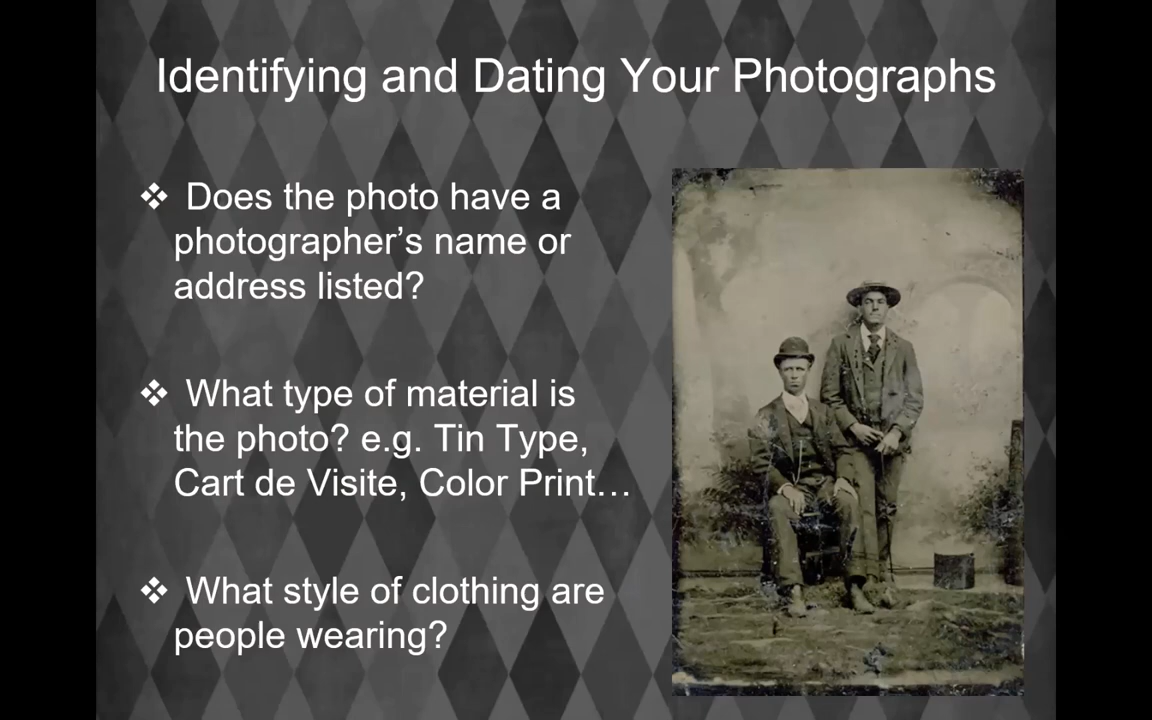 Identifying and Dating Your Photographs
❖ Does the photo have a
photographer’s name or
address listed?
❖ What type of material is
the photo? e.g. Tin Type,
Cart de Visite, Color Print…
❖ What style of clothing are
people wearing?